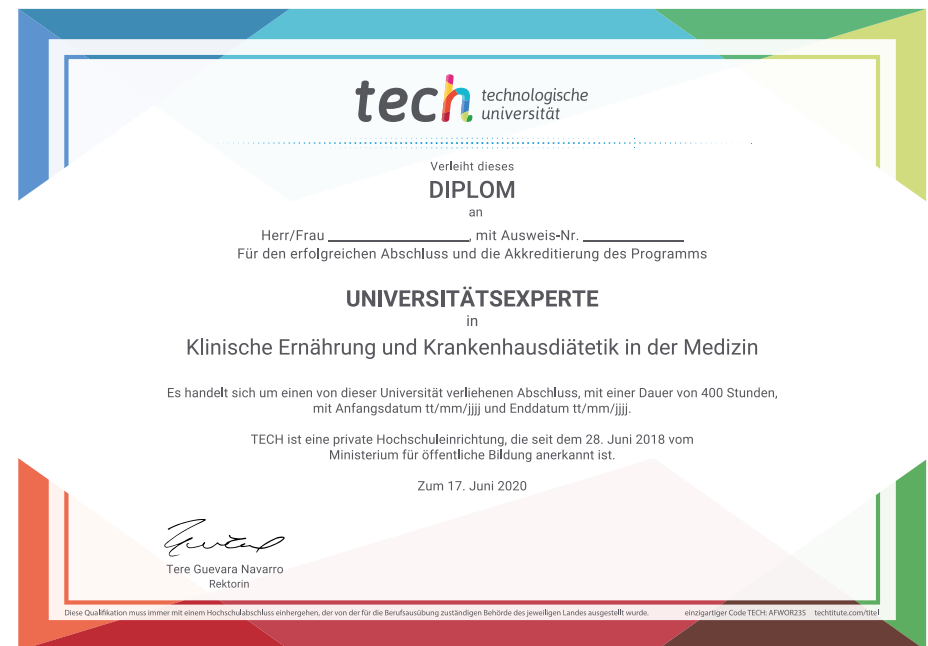 tech technologische
universität
Verleiht dieses
DIPLOM
an
Herr/Frau ____________________, mit Ausweis-Nr. ______________
Für den erfolgreichen Abschluss und die Akkreditierung des Programms
UNIVERSITÄTSEXPERTE
in
Klinische Ernährung und Krankenhausdiätetik in der Medizin
Es handelt sich um einen von dieser Universität verliehenen Abschluss, mit einer Dauer von 400 Stunden,
mit Anfangsdatum tt/mm/jjjj und Enddatum tt/mm/jjjj.
TECH ist eine private Hochschuleinrichtung, die seit dem 28. Juni 2018 vom
Ministerium für öffentliche Bildung anerkannt ist.
Zum 17. Juni 2020
Tere Guevara Navarro
Rektorin
Diese Qualifikation muss immer mit einem Hochschulabschluss einhergehen, der von der für die Berufsausübung zuständigen Behörde des jeweiligen Landes ausgestellt wurde. einzigartiger Code TECH: AFWOR23S techtitute.com/titel